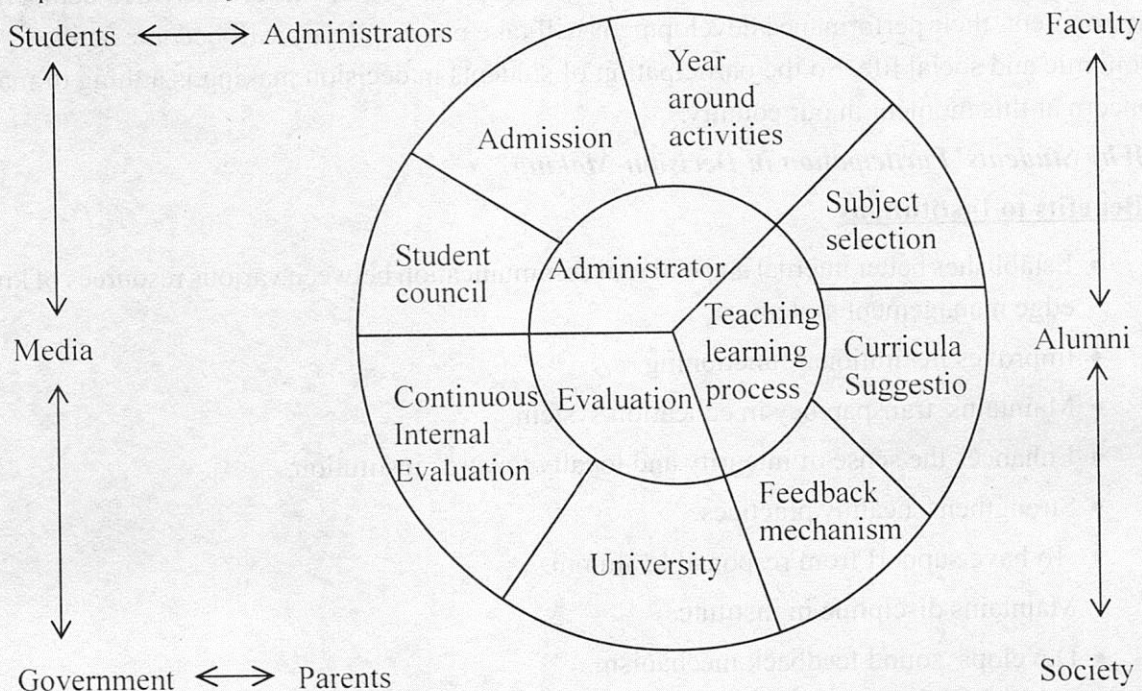 Students Administrators Faculty
Year
around
activities
Admission
Subject
selection
Student
council
Administrator
Teaching
learning
process
Media
Alumni
Curricula
Suggestio
Evaluation
Continuous
Internal
Evaluation
Feedback
mechanism
University
Government Parents Society